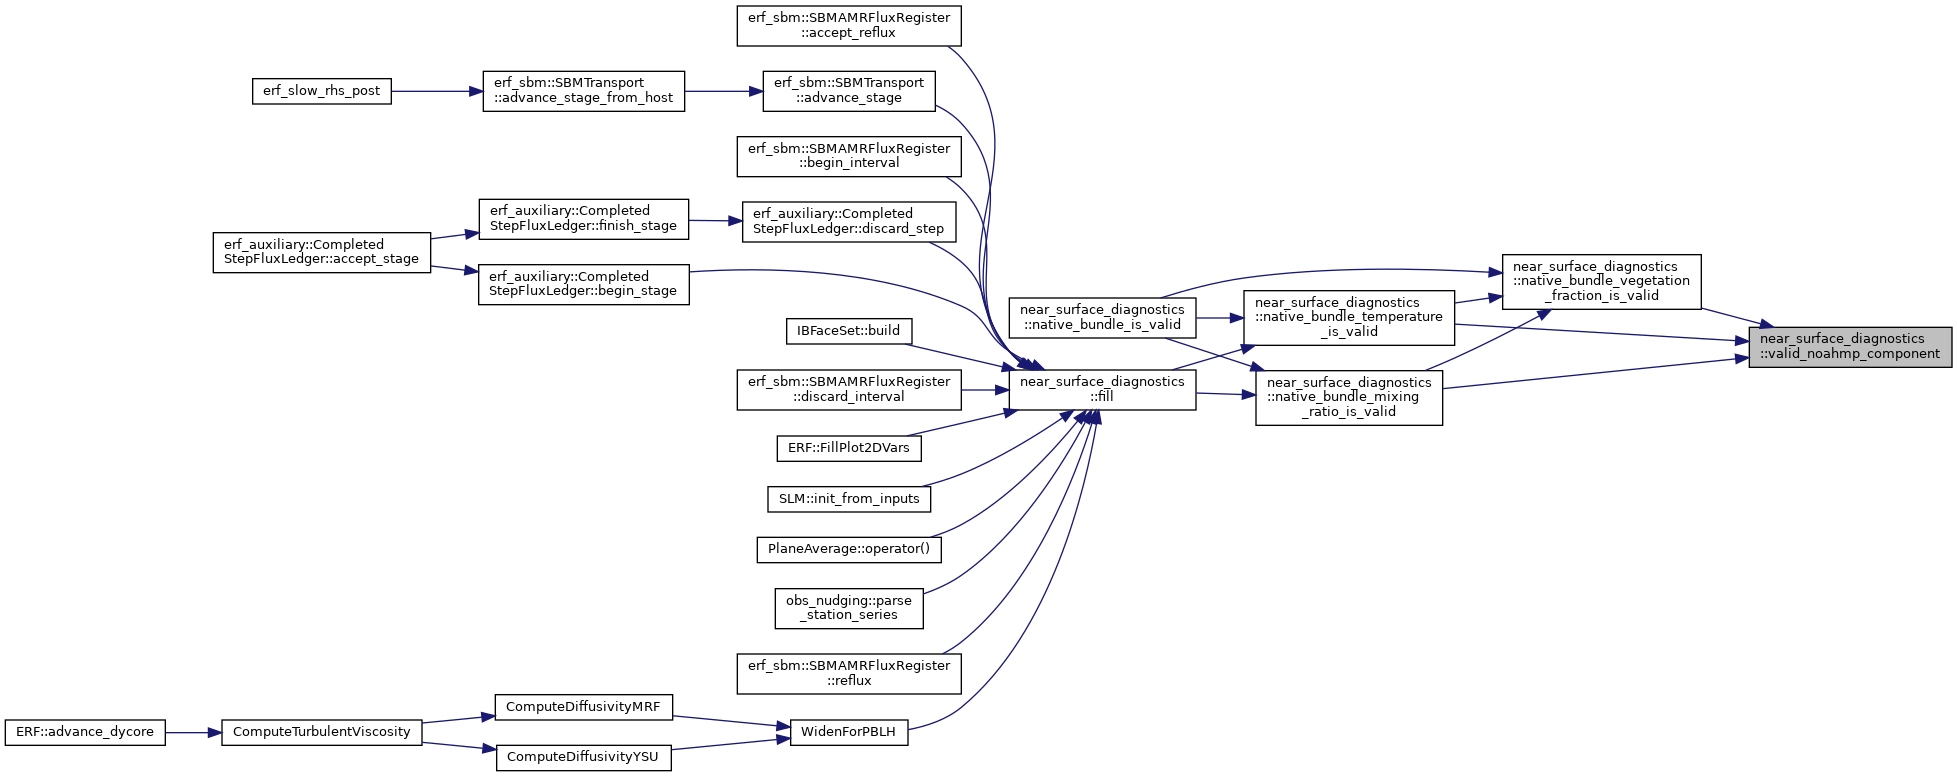 erf_sbm::SBMAMRFluxRegister
::accept_reflux
erf_slow_rhs_post
erf_sbm::SBMTransport
::advance_stage_from_host
erf_sbm::SBMTransport
::advance_stage
erf_sbm::SBMAMRFluxRegister
::begin_interval
erf_auxiliary::Completed
StepFluxLedger::accept_stage
erf_auxiliary::Completed
StepFluxLedger::finish_stage
erf_auxiliary::Completed
StepFluxLedger::discard_step
erf_auxiliary::Completed
StepFluxLedger::begin_stage
IBFaceSet::build
erf_sbm::SBMAMRFluxRegister
::discard_interval
ERF::FillPlot2DVars
SLM::init_from_inputs
PlaneAverage::operator()
obs_nudging::parse
_station_series
erf_sbm::SBMAMRFluxRegister
::reflux
ERF::advance_dycore
ComputeTurbulentViscosity
ComputeDiffusivityMRF
ComputeDiffusivityYSU
WidenForPBLH
near_surface_diagnostics
::native_bundle_is_valid
near_surface_diagnostics
::fill
near_surface_diagnostics
::native_bundle_temperature
_is_valid
near_surface_diagnostics
::native_bundle_mixing
_ratio_is_valid
near_surface_diagnostics
::native_bundle_vegetation
_fraction_is_valid
near_surface_diagnostics
::valid_noahmp_component